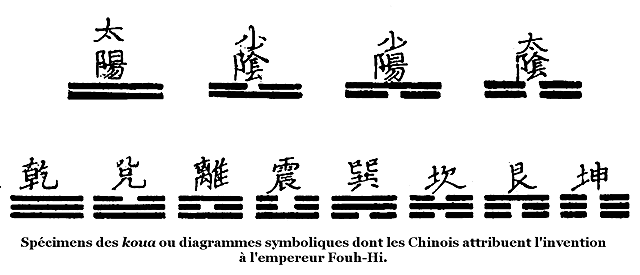 太陽 少陰 少陽 太陰
乾 兌 離 震 巽 坎 艮 坤
Spécimens des koua ou diagrammes symboliques dont les Chinois attribuent l'invention
à l'empereur Fouh-Hi.